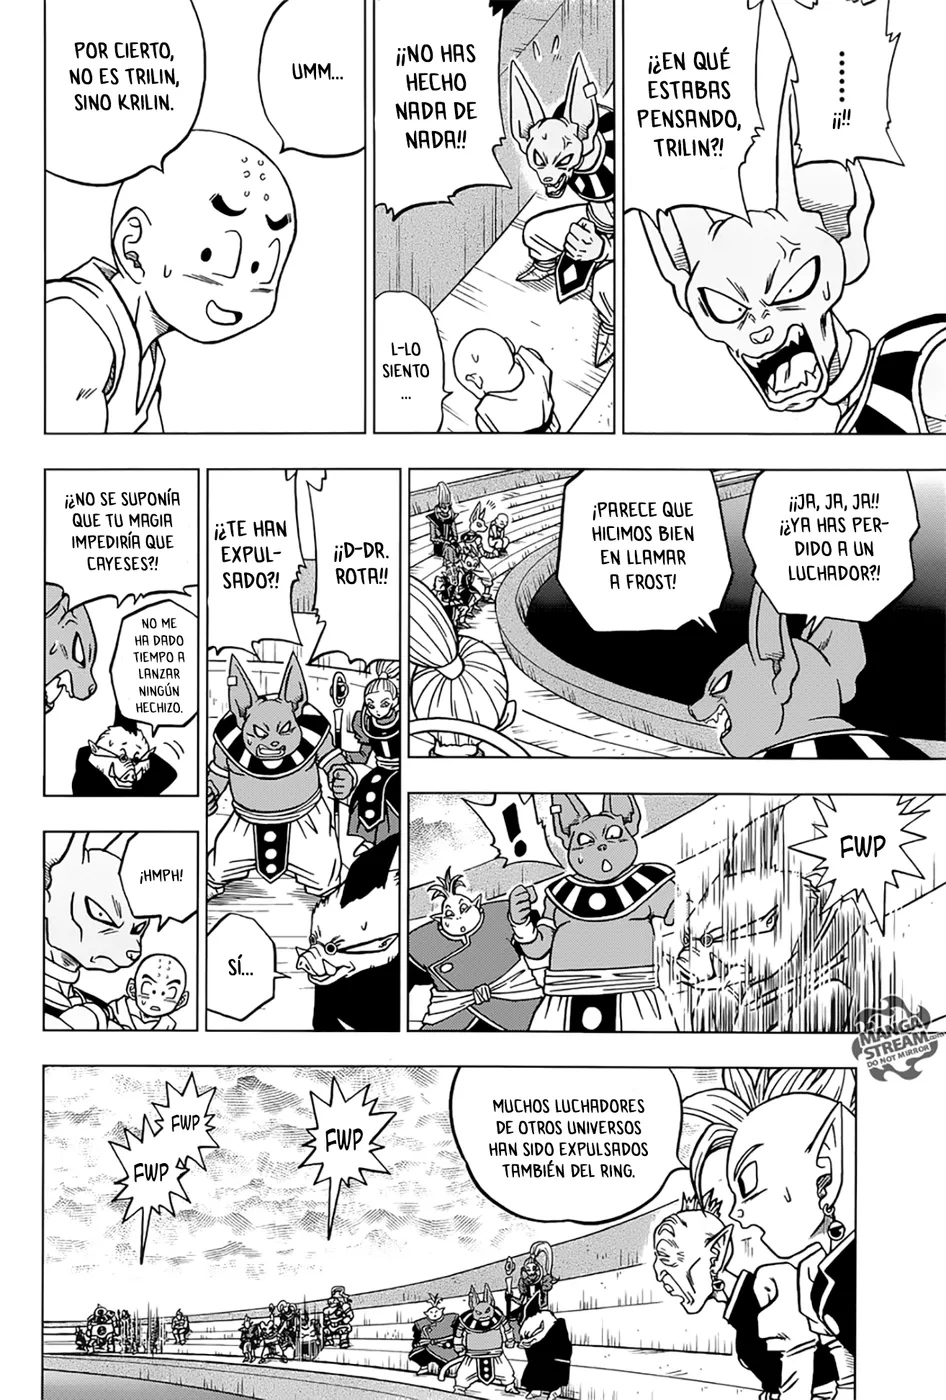 .......
¡¡!!
¡¿EN QUÉ
ESTABAS
PENSANDO,
TRILIN?!
¡¡NO HAS
HECHO
NADA DE
NADA!!
L-LO
SIENTO
...
UMM...
POR CIERTO,
NO ES TRILIN,
SINO KRILIN.
¡¡JA, JA, JA!!
¡¿YA HAS PER-
DIDO A UN
LUCHADOR?!
¡PARECE QUE
HICIMOS BIEN
EN LLAMAR
A FROST!
FWP
!
¡¡D-DR.
ROTA!!
¡¿TE HAN
EXPUL-
SADO?!
SÍ...
¡¿NO SE SUPONÍA
QUE TU MAGIA
IMPEDIRÍA QUE
CAYESES?!
NO ME
HA DADO
TIEMPO A
LANZAR
NINGÚN
HECHIZO.
¡HMPH!
MUCHOS LUCHADORES
DE OTROS UNIVERSOS
HAN SIDO EXPULSADOS
TAMBIÉN DEL RING.
FWP
FWP
FWP
MANGA
STREAM.com
DO NOT MIRROR